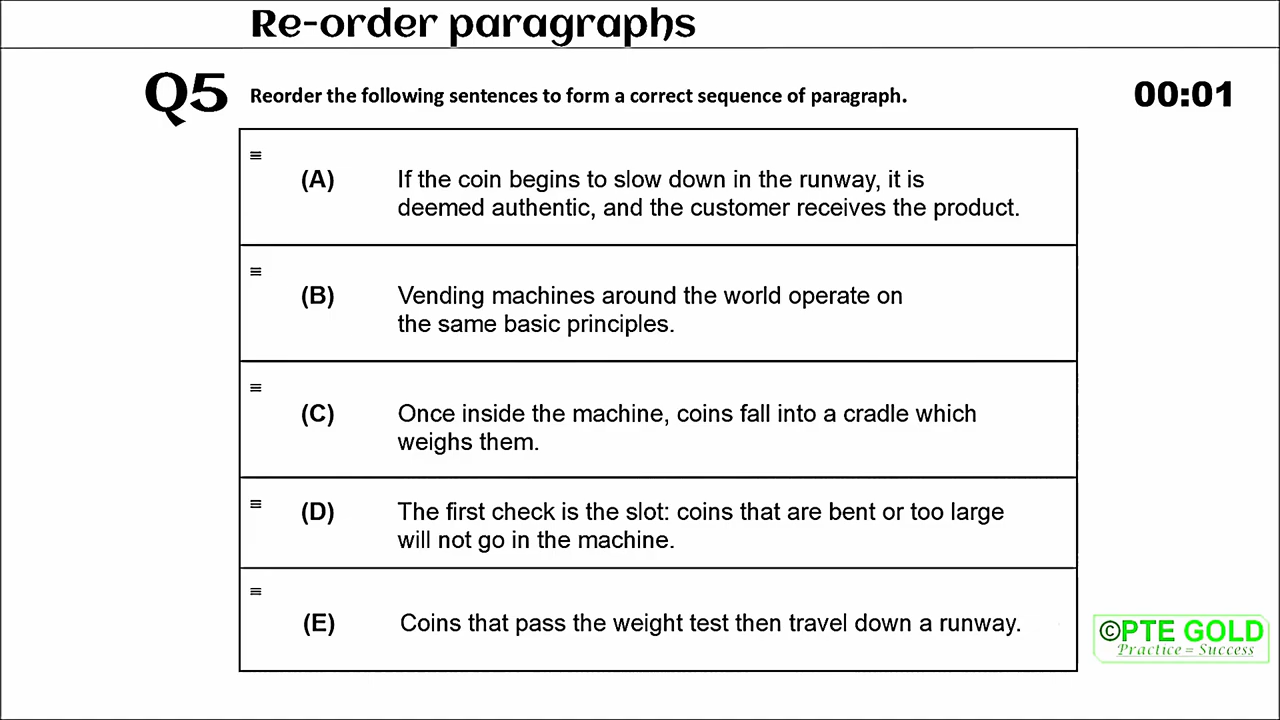 Re-order paragraphs
Q5
Reorder the following sentences to form a correct sequence of paragraph.
00:01
(A)
If the coin begins to slow down in the runway, it is
deemed authentic, and the customer receives the product.
(B)
Vending machines around the world operate on
the same basic principles.
(C)
Once inside the machine, coins fall into a cradle which
weighs them.
(D)
The first check is the slot: coins that are bent or too large
will not go in the machine.
(E)
Coins that pass the weight test then travel down a runway.
©PTE GOLD
Practice = Success